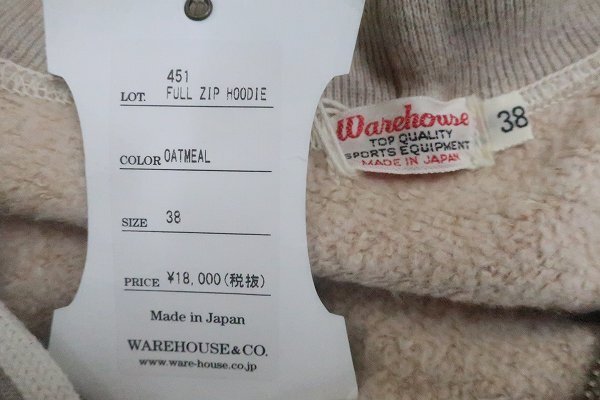 LOT. 451
FULL ZIP HOODIE
COLOR OATMEAL
SIZE 38
PRICE ¥18,000(税抜)
Made in Japan
WAREHOUSE&CO.
www.ware-house.co.jp
Warehouse
TOP QUALITY
SPORTS EQUIPMENT
MADE IN JAPAN
38